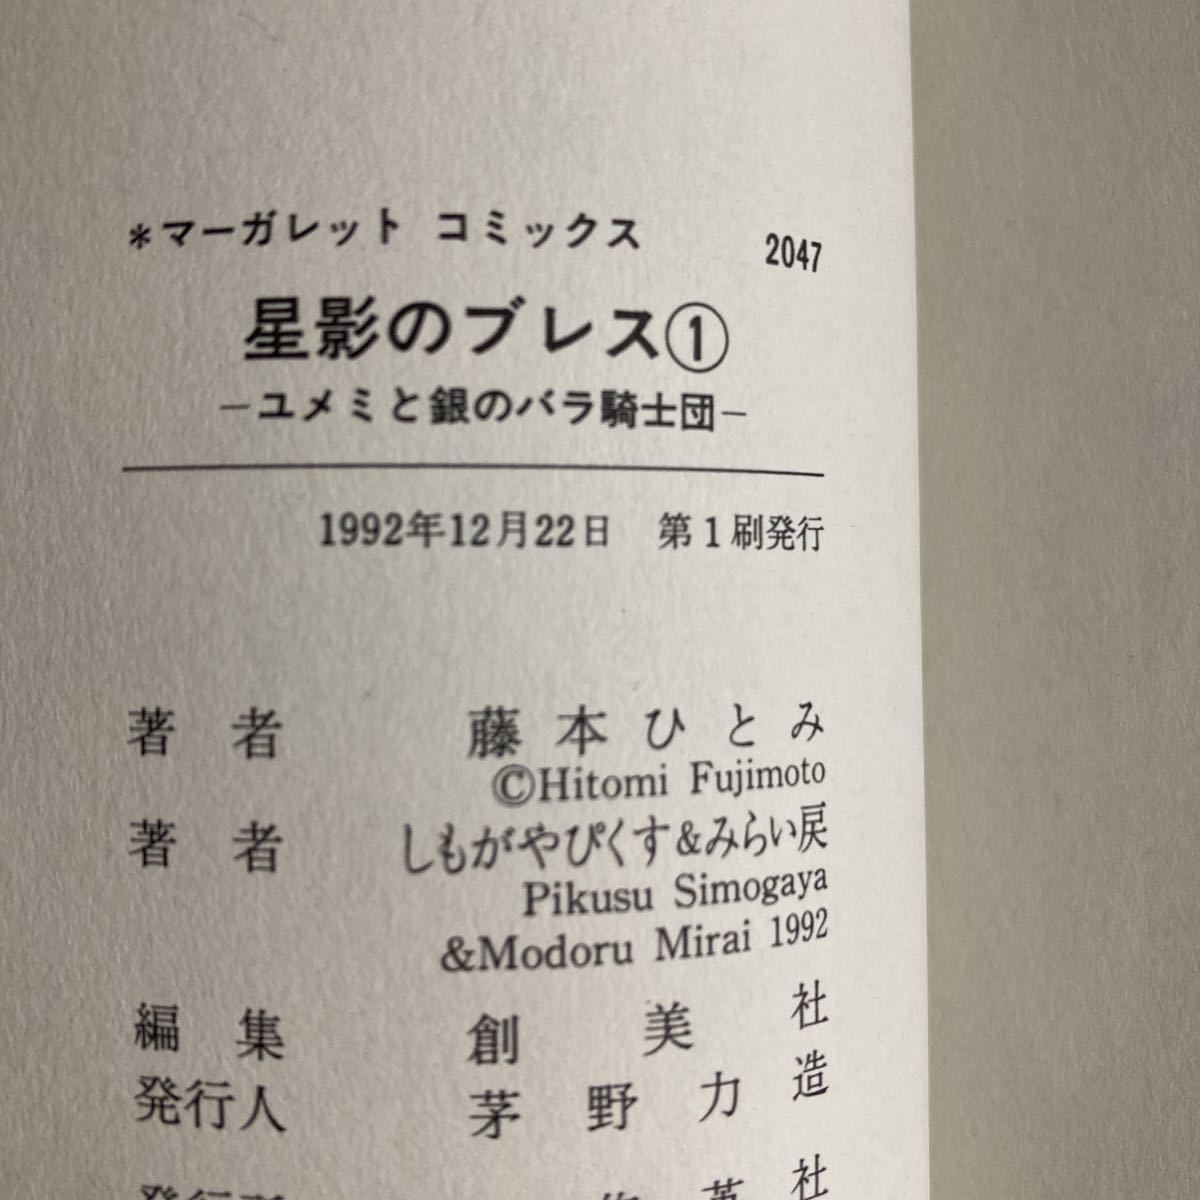 *マーガレット コミックス 2047
星影のブレス①
−ユメミと銀のバラ騎士団−
1992年12月22日 第1刷発行
著者 藤本ひとみ
©Hitomi Fujimoto
著者 しもがやぴくす&みらい戻
Pikusu Simogaya
&Modoru Mirai 1992
編集 創美社
発行人 茅野力造